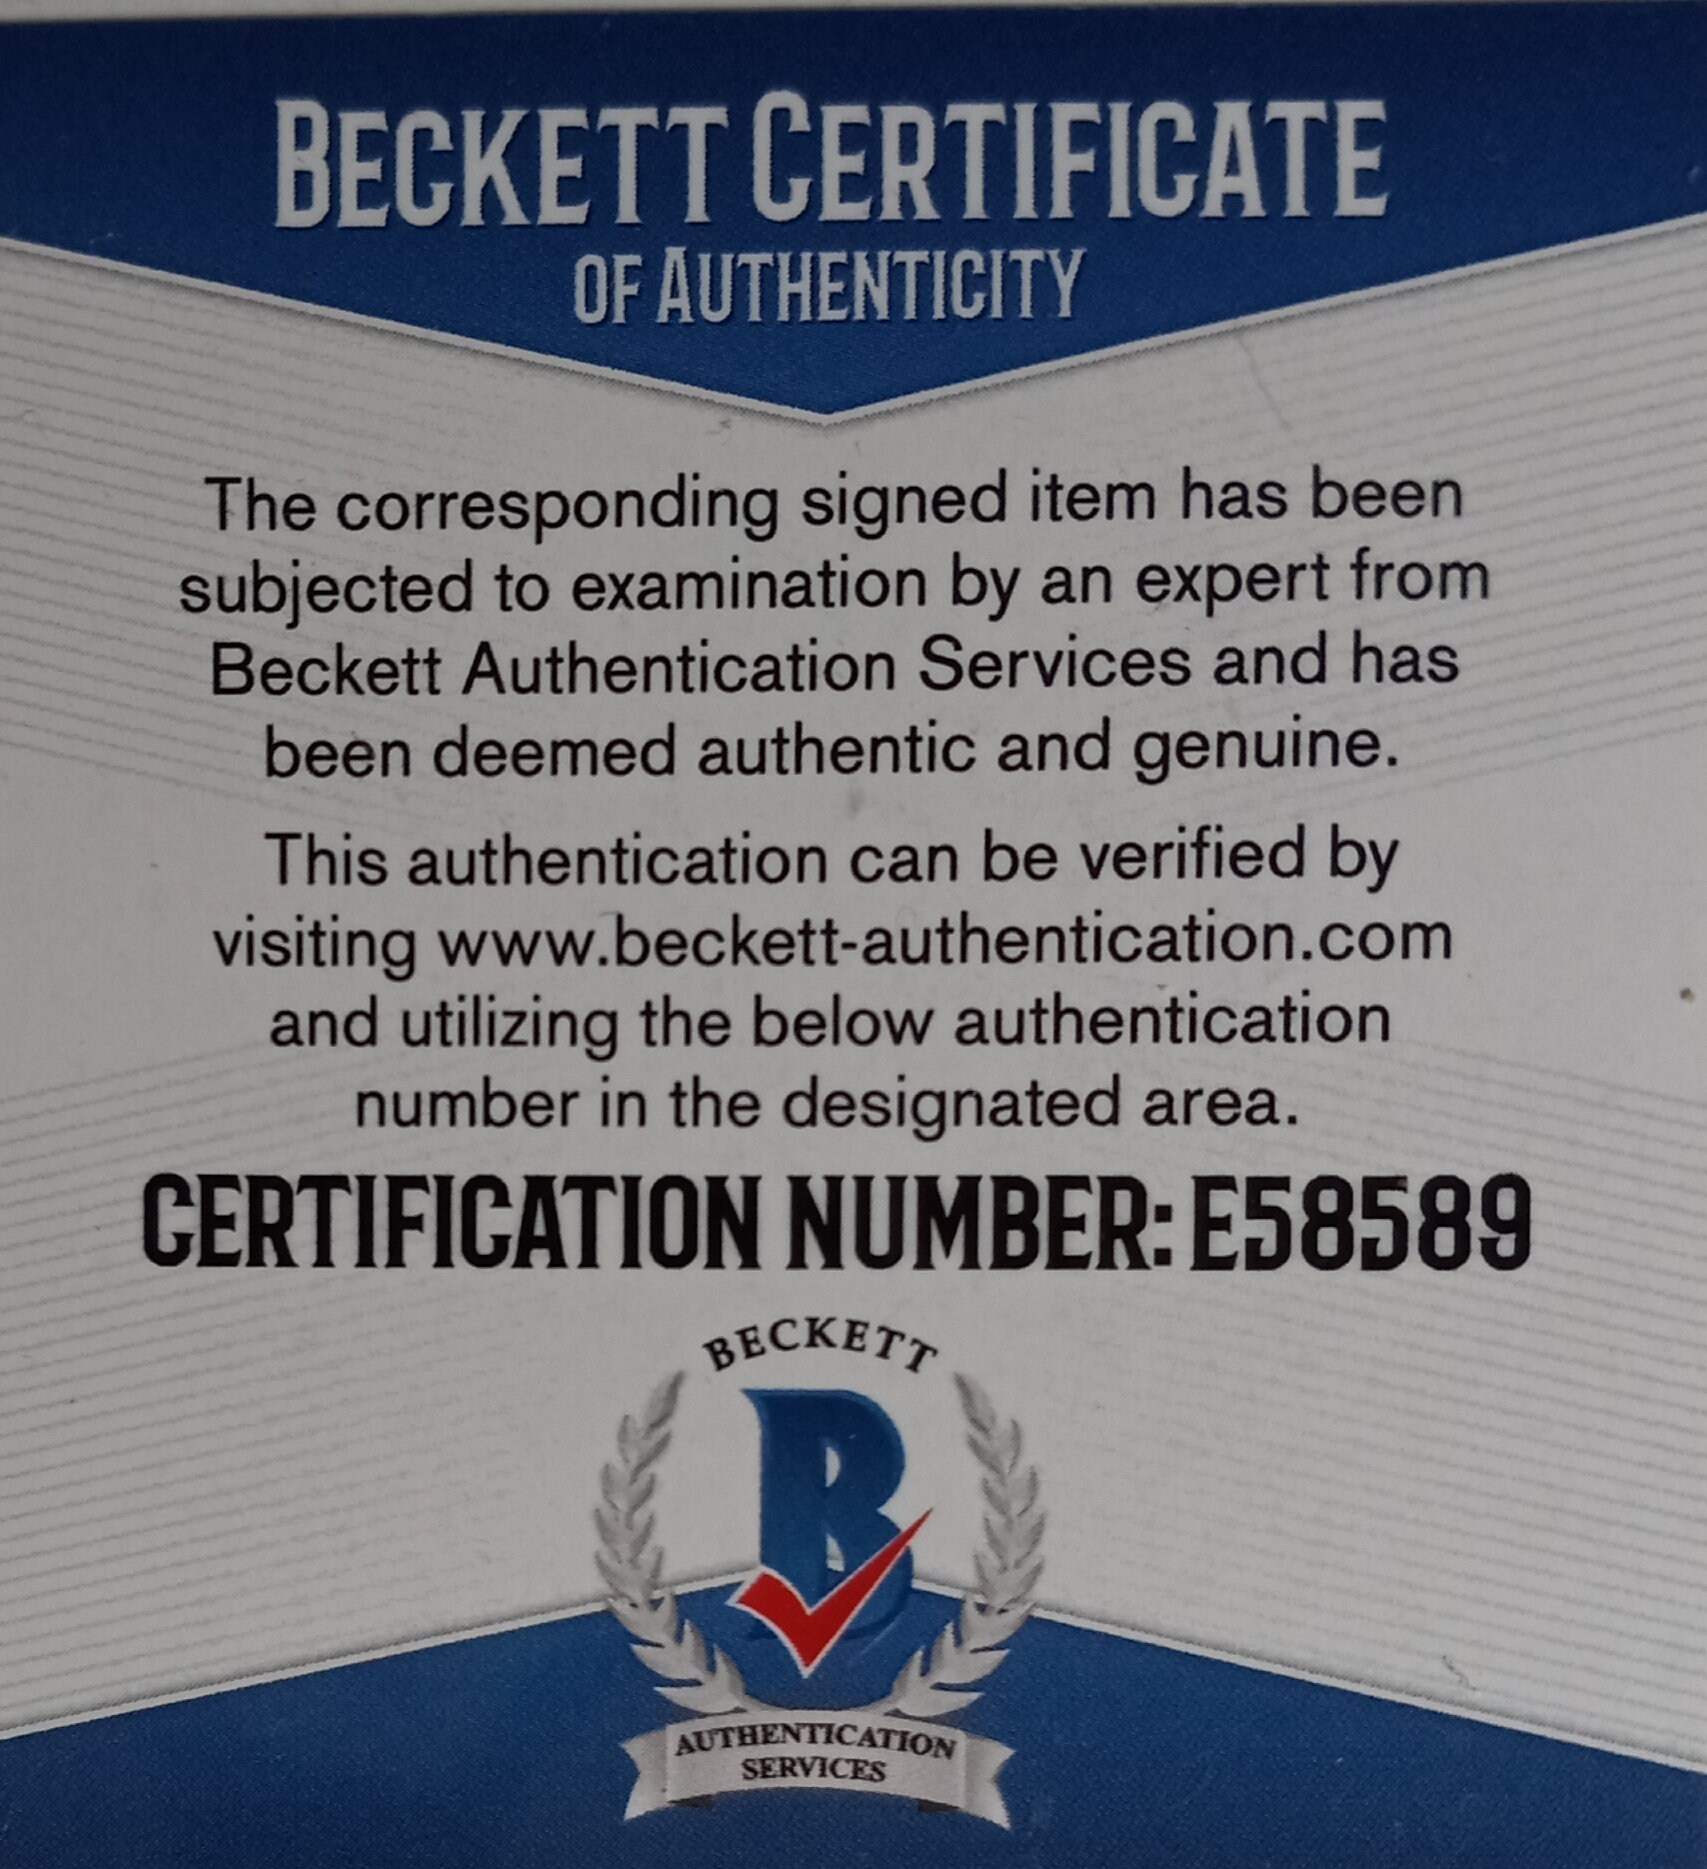 BECKETT CERTIFICATE
OF AUTHENTICITY
The corresponding signed item has been
subjected to examination by an expert from
Beckett Authentication Services and has
been deemed authentic and genuine.
This authentication can be verified by
visiting www.beckett-authentication.com
and utilizing the below authentication
number in the designated area.
CERTIFICATION NUMBER: E58589
BECKETT
B
AUTHENTICATION
SERVICES